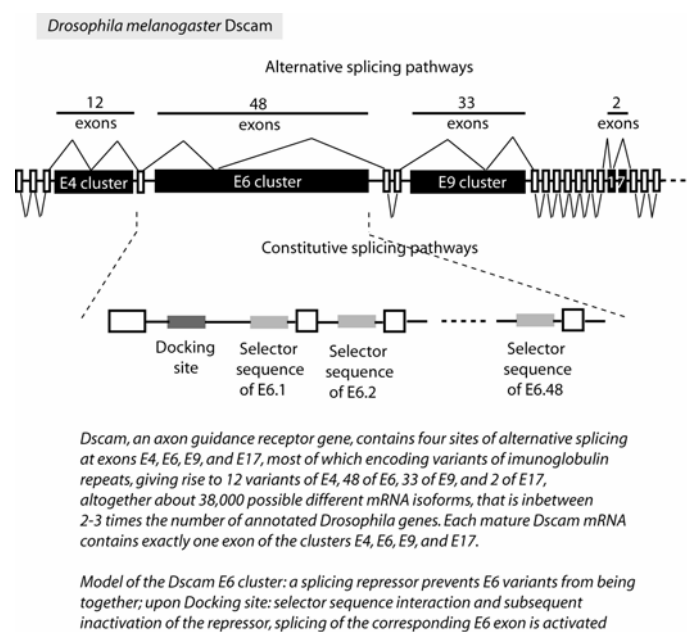 Drosophila melanogaster Dscam
Alternative splicing pathways
12
exons
48
exons
33
exons
2
exons
E4 cluster
E6 cluster
E9 cluster
17
Constitutive splicing pathways
Docking
site
Selector
sequence
of E6.1
Selector
sequence
of E6.2
Selector
sequence
of E6.48
Dscam, an axon guidance receptor gene, contains four sites of alternative splicing
at exons E4, E6, E9, and E17, most of which encoding variants of imunoglobulin
repeats, giving rise to 12 variants of E4, 48 of E6, 33 of E9, and 2 of E17,
altogether about 38,000 possible different mRNA isoforms, that is inbetween
2-3 times the number of annotated Drosophila genes. Each mature Dscam mRNA
contains exactly one exon of the clusters E4, E6, E9, and E17.
Model of the Dscam E6 cluster: a splicing repressor prevents E6 variants from being
together; upon Docking site: selector sequence interaction and subsequent
inactivation of the repressor, splicing of the corresponding E6 exon is activated